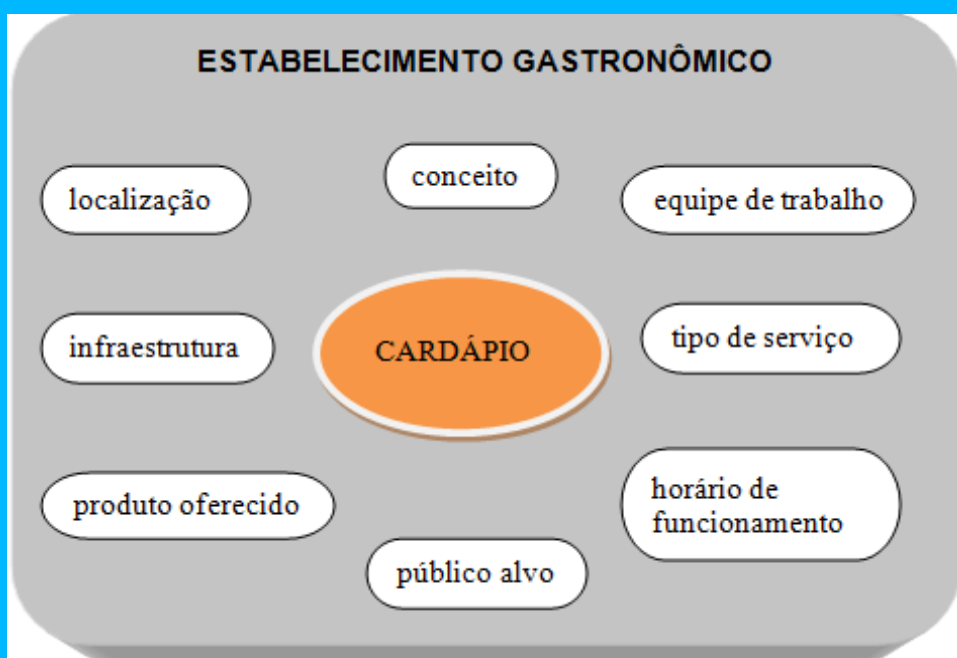 ESTABELECIMENTO GASTRONÔMICO
localização
conceito
equipe de trabalho
infraestrutura
CARDÁPIO
tipo de serviço
produto oferecido
público alvo
horário de
funcionamento